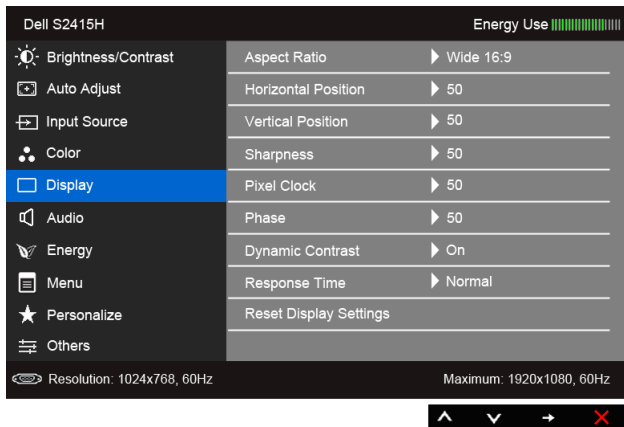 Dell S2415H Energy Use
Brightness/Contrast Aspect Ratio Wide 16:9
Auto Adjust Horizontal Position 50
Input Source Vertical Position 50
Color Sharpness 50
Display Pixel Clock 50
Audio Phase 50
Energy Dynamic Contrast On
Menu Response Time Normal
Personalize Reset Display Settings
Others
Resolution: 1024x768, 60Hz Maximum: 1920x1080, 60Hz